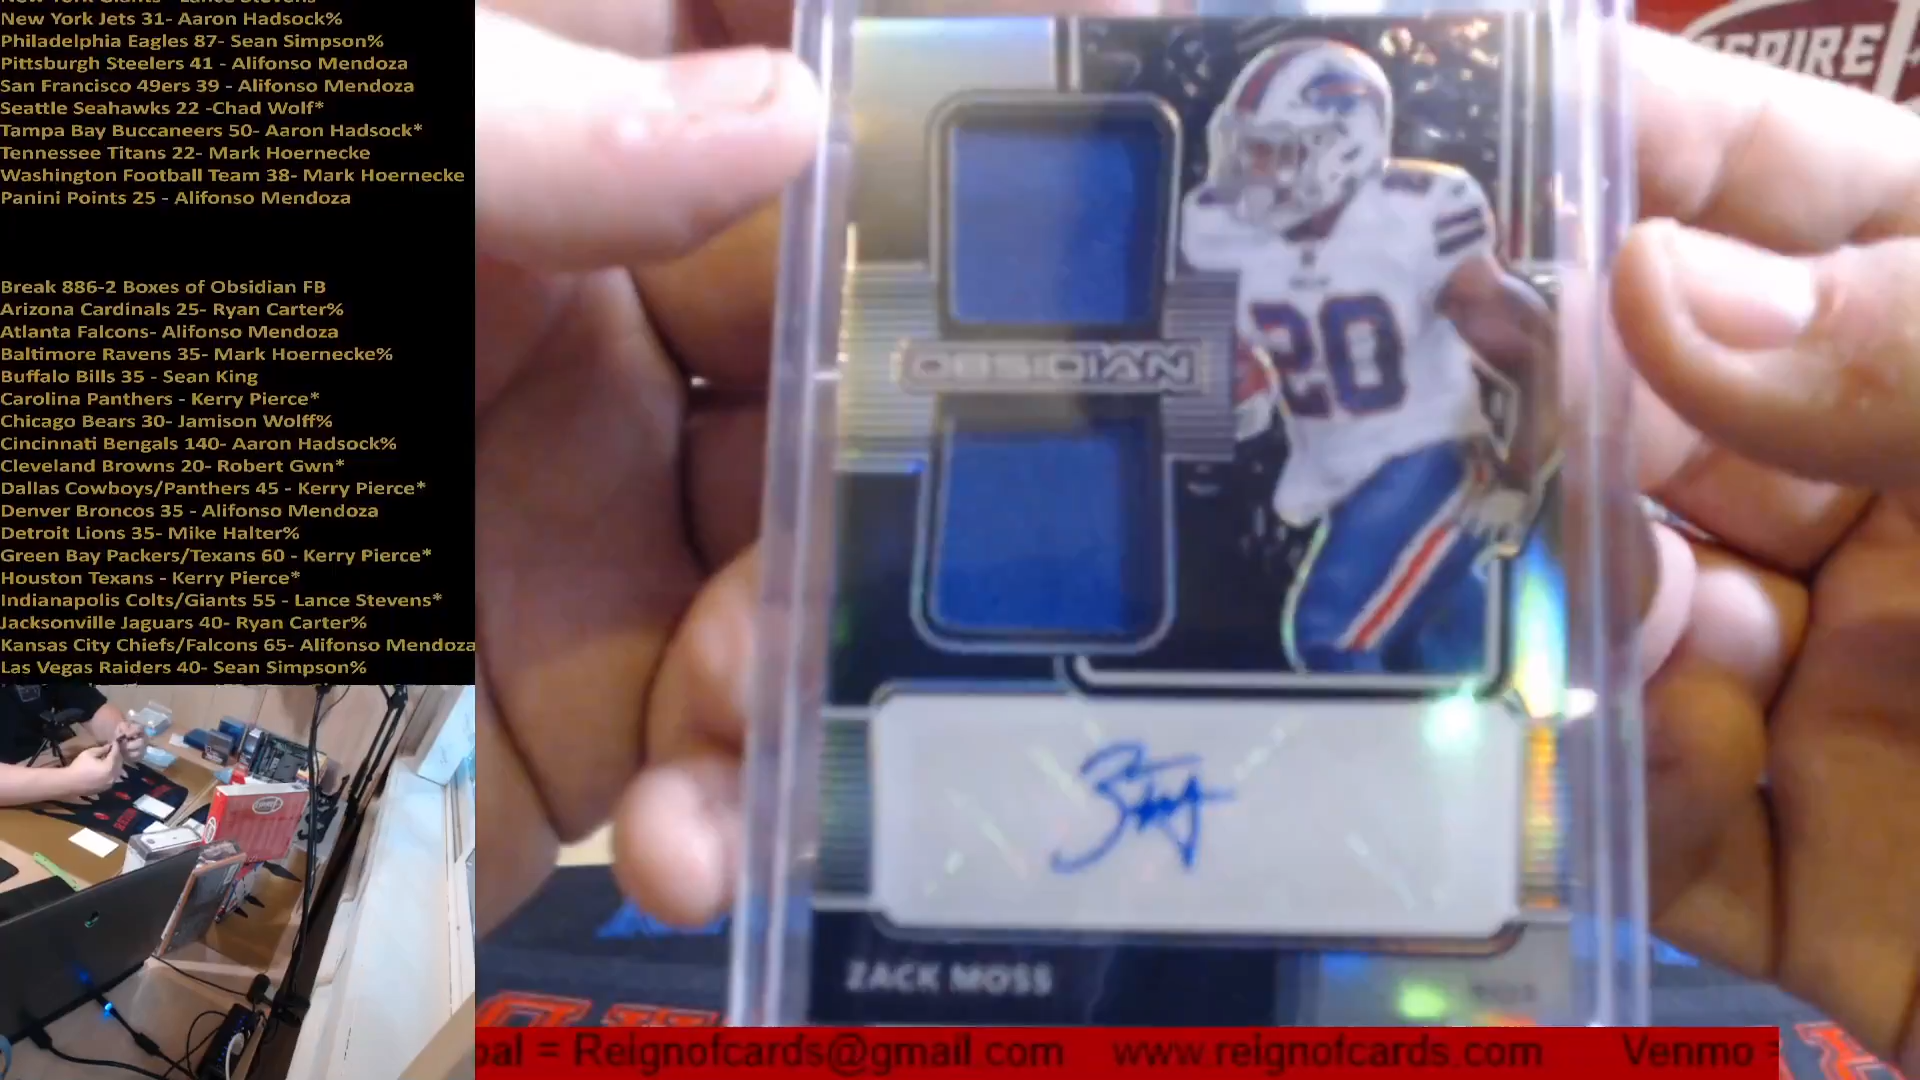 New York Jets 31- Aaron Hadsock%
Philadelphia Eagles 87- Sean Simpson%
Pittsburgh Steelers 41 - Alifonso Mendoza
San Francisco 49ers 39 - Alifonso Mendoza
Seattle Seahawks 22 -Chad Wolf*
Tampa Bay Buccaneers 50- Aaron Hadsock*
Tennessee Titans 22- Mark Hoernecke
Washington Football Team 38- Mark Hoernecke
Panini Points 25 - Alifonso Mendoza
Break 886-2 Boxes of Obsidian FB
Arizona Cardinals 25- Ryan Carter%
Atlanta Falcons- Alifonso Mendoza
Baltimore Ravens 35- Mark Hoernecke%
Buffalo Bills 35 - Sean King
Carolina Panthers - Kerry Pierce*
Chicago Bears 30- Jamison Wolff%
Cincinnati Bengals 140- Aaron Hadsock%
Cleveland Browns 20- Robert Gwn*
Dallas Cowboys/Panthers 45 - Kerry Pierce*
Denver Broncos 35 - Alifonso Mendoza
Detroit Lions 35- Mike Halter%
Green Bay Packers/Texans 60 - Kerry Pierce*
Houston Texans - Kerry Pierce*
Indianapolis Colts/Giants 55 - Lance Stevens*
Jacksonville Jaguars 40- Ryan Carter%
Kansas City Chiefs/Falcons 65- Alifonso Mendoza
Las Vegas Raiders 40- Sean Simpson%
OBSIDIAN
20
ZACK MOSS
pal = Reignofcards@gmail com www.reignofcards.com Venmo =